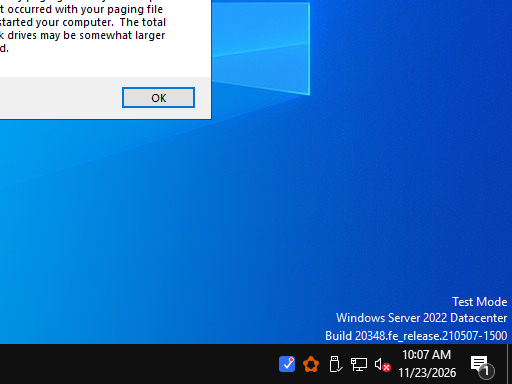 t occurred with your paging file
started your computer. The total
k drives may be somewhat larger
d.
OK
Test Mode
Windows Server 2022 Datacenter
Build 20348.fe_release.210507-1500
10:07 AM
11/23/2026
1